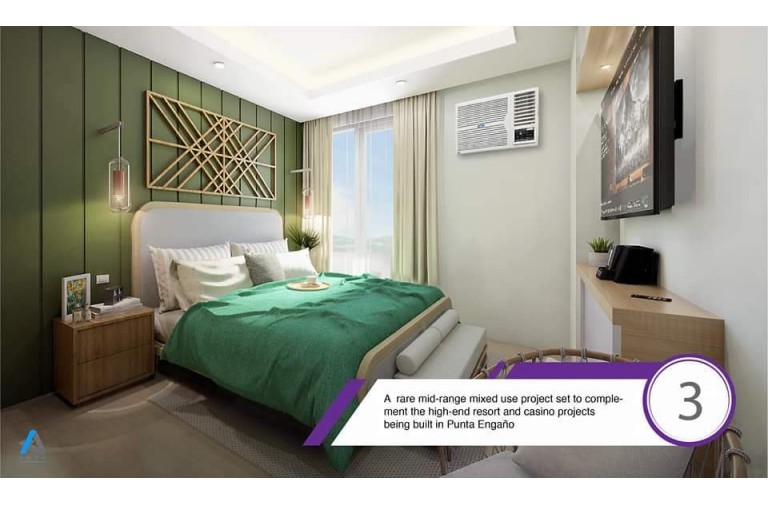 A rare mid-range mixed use project set to comple-
ment the high-end resort and casino projects
being built in Punta Engaño
3